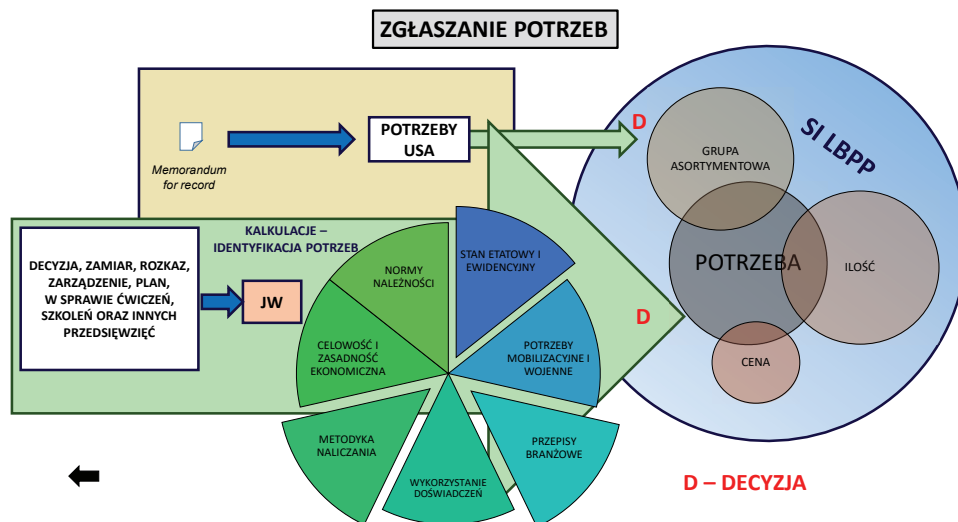 ZGŁASZANIE POTRZEB
Memorandum
for record
POTRZEBY
USA
D
SI LBPP
GRUPA
ASORTYMENTOWA
POTRZEBA
ILOŚĆ
CENA
DECYZJA, ZAMIAR, ROZKAZ,
ZARZĄDZENIE, PLAN,
W SPRAWIE ĆWICZEŃ,
SZKOLEŃ ORAZ INNYCH
PRZEDSIĘWZIĘĆ
JW
KALKULACJE –
IDENTYFIKACJA POTRZEB
STAN ETATOWY I
EWIDENCYJNY
POTRZEBY
MOBILIZACYJNE I
WOJENNE
PRZEPISY
BRANŻOWE
WYKORZYSTANIE
DOŚWIADCZEŃ
METODYKA
NALICZANIA
CELOWOŚĆ I
ZASADNOŚĆ
EKONOMICZNA
NORMY
NALEŻNOŚCI
D
D – DECYZJA